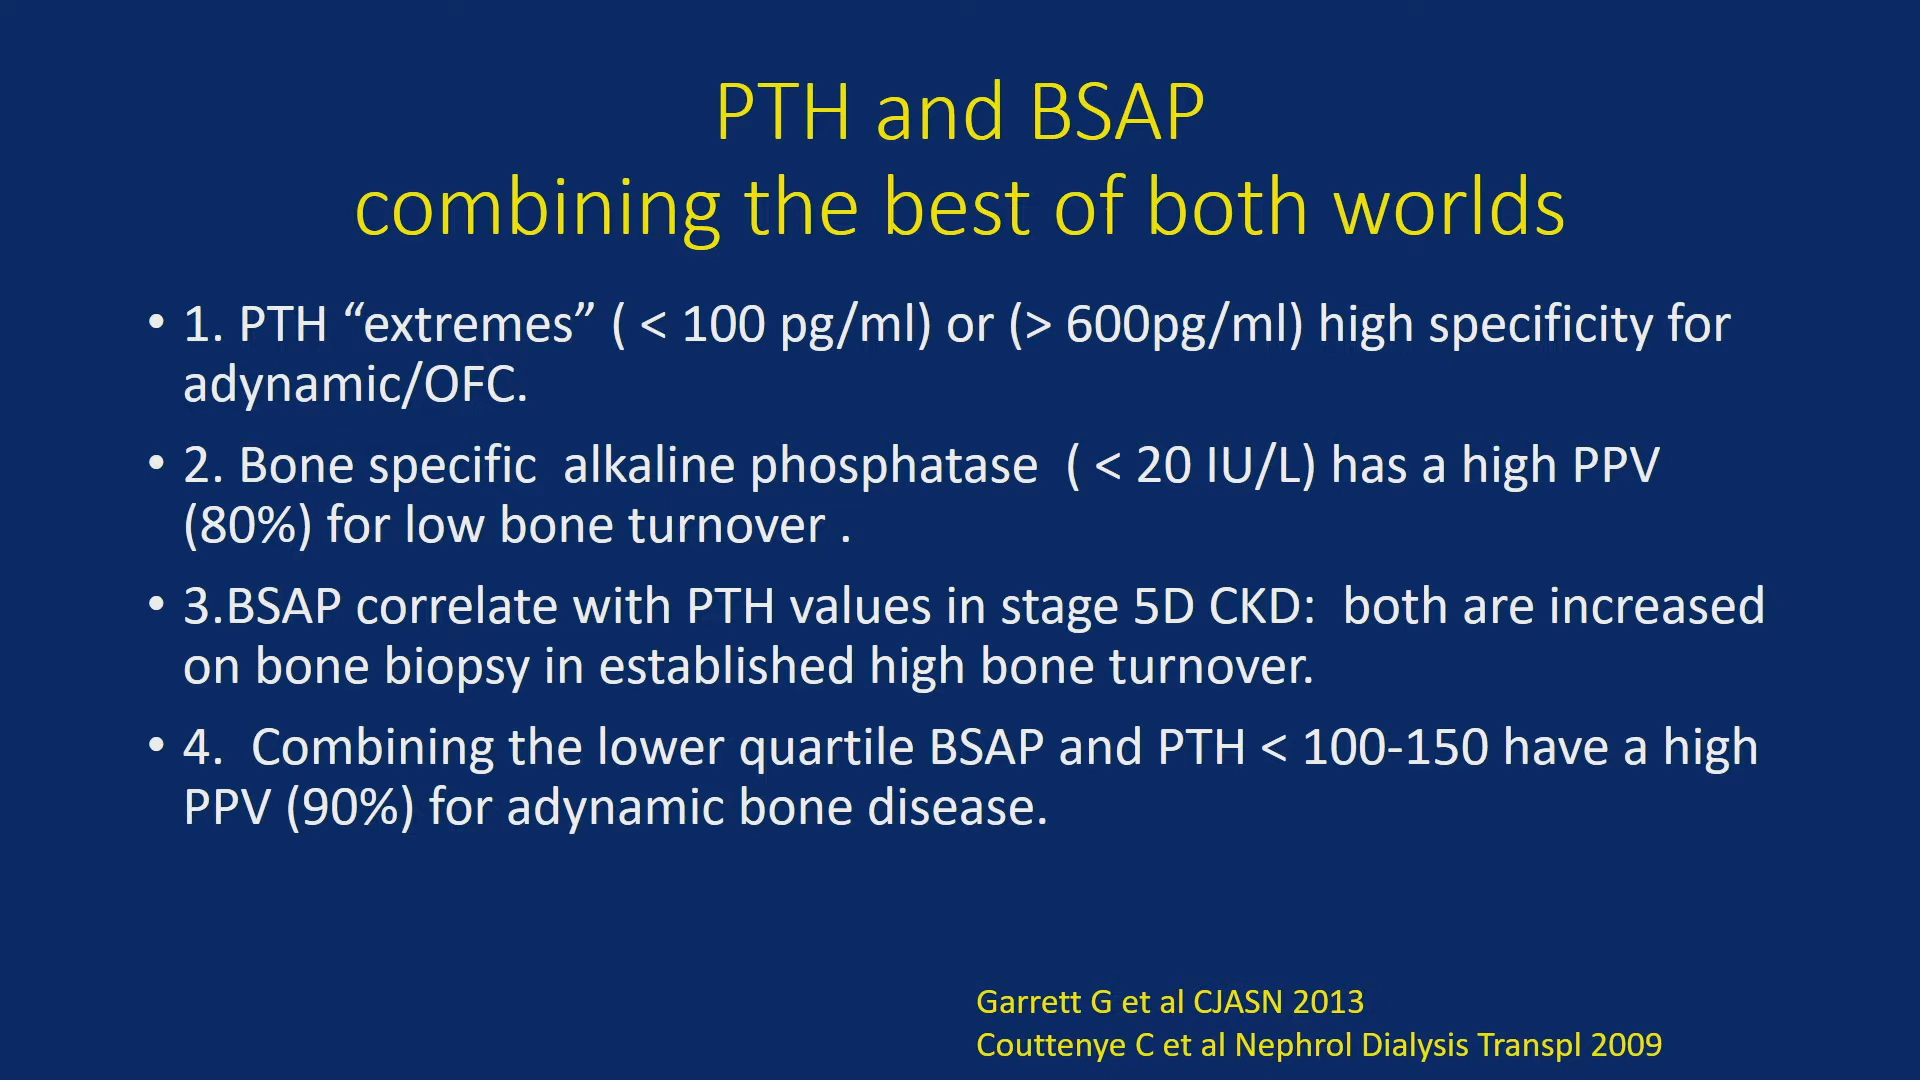 PTH and BSAP
combining the best of both worlds
• 1. PTH “extremes” ( < 100 pg/ml) or (> 600pg/ml) high specificity for
adynamic/OFC.
• 2. Bone specific  alkaline phosphatase  ( < 20 IU/L) has a high PPV
(80%) for low bone turnover .
• 3.BSAP correlate with PTH values in stage 5D CKD:  both are increased
on bone biopsy in established high bone turnover.
• 4.  Combining the lower quartile BSAP and PTH < 100-150 have a high
PPV (90%) for adynamic bone disease.
Garrett G et al CJASN 2013
Couttenye C et al Nephrol Dialysis Transpl 2009